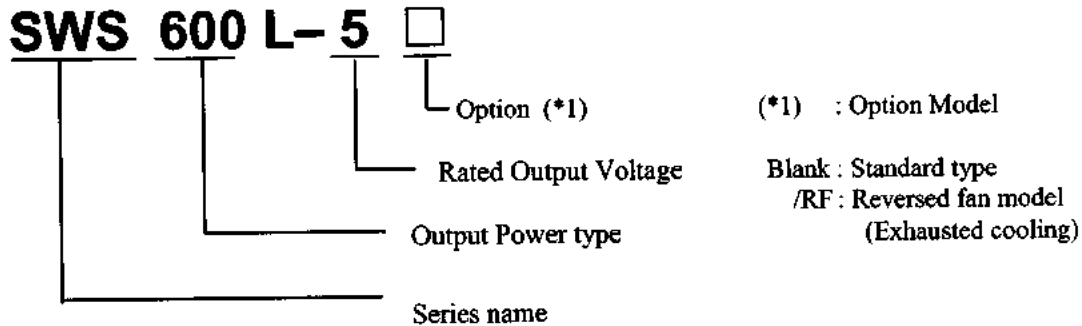 SWS 600 L– 5 □
Option (*1)
(*1) : Option Model
Rated Output Voltage
Blank : Standard type
/RF : Reversed fan model
Output Power type
(Exhausted cooling)
Series name